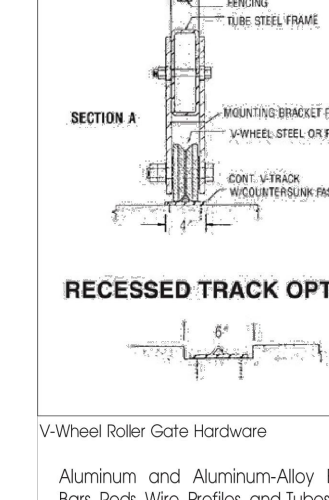 FENCING
TUBE STEEL FRAME
SECTION A
MOUNTING BRACKET
V-WHEEL STEEL OR
CONT. V-TRACK
W/COUNTERSUNK
4"
RECESSED TRACK
6"
V-Wheel Roller Gate Hardware
Aluminum and Aluminum-Alloy
Bars, Rods, Wire, Profiles, and Tubes